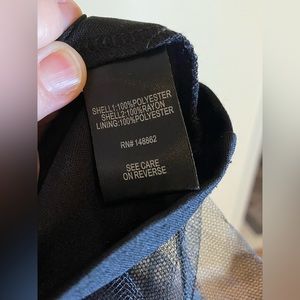 SHELL1:100%POLYESTER
SHELL2:100%RAYON
LINING:100%POLYESTER
RN# 148662
SEE CARE
ON REVERSE